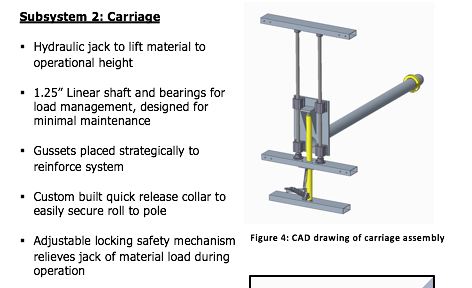 Subsystem 2: Carriage
▪ Hydraulic jack to lift material to
operational height
▪ 1.25” Linear shaft and bearings for
load management, designed for
minimal maintenance
▪ Gussets placed strategically to
reinforce system
▪ Custom built quick release collar to
easily secure roll to pole
▪ Adjustable locking safety mechanism
relieves jack of material load during
operation
Figure 4: CAD drawing of carriage assembly